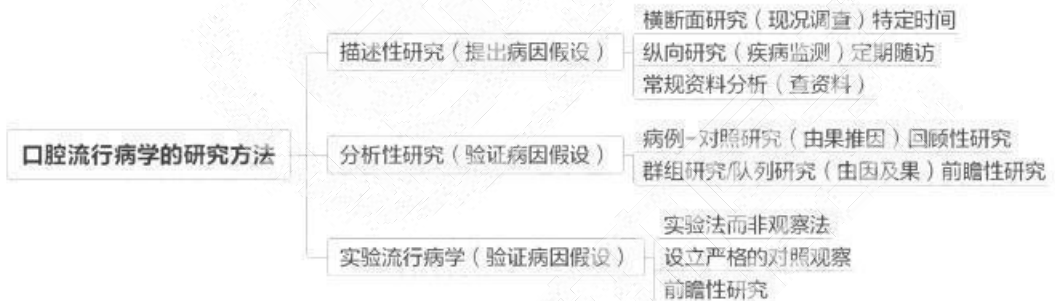 口腔流行病学的研究方法
描述性研究（提出病因假设）
横断面研究（现况调查）特定时间
纵向研究（疾病监测）定期随访
常规资料分析（查资料）
分析性研究（验证病因假设）
病例-对照研究（由果推因）回顾性研究
群组研究/队列研究（由因及果）前瞻性研究
实验流行病学（验证病因假设）
实验法而非观察法
设立严格的对照观察
前瞻性研究